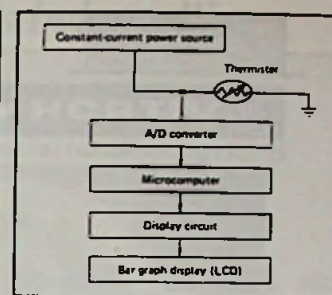 Constant-current power source
Thermistor
A/D converter
Microcomputer
Display circuit
Bar graph display (LCD)